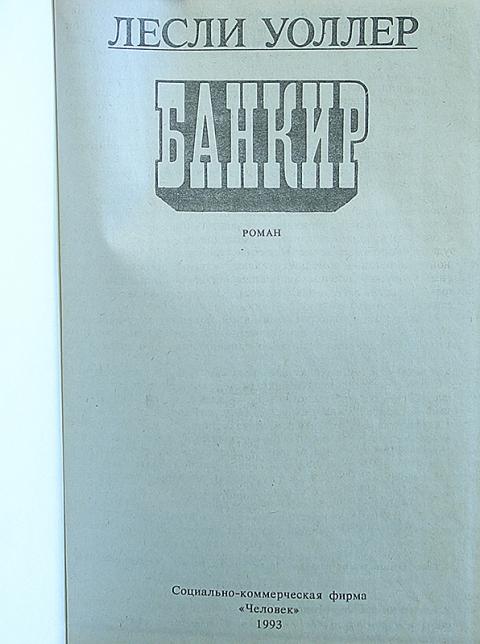 ЛЕСЛИ УОЛЛЕР
БАНКИР
РОМАН
Социально-коммерческая фирма
«Человек»
1993